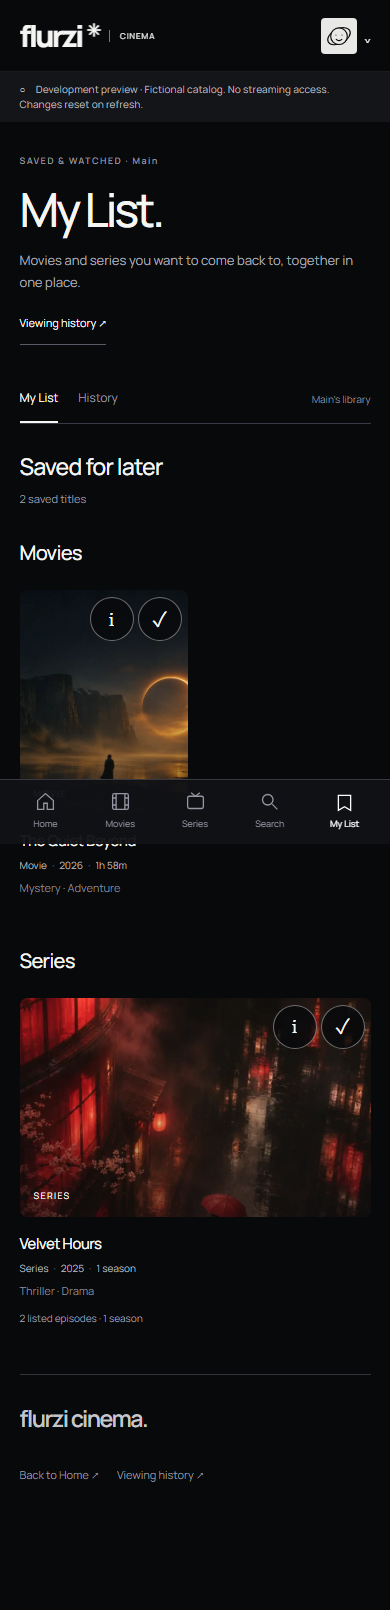 flurzi* | CINEMA
Development preview · Fictional catalog. No streaming access.
Changes reset on refresh.
SAVED & WATCHED · Main
My List.
Movies and series you want to come back to, together in
one place.
Viewing history ↗
My List History Main's library
Saved for later
2 saved titles
Movies
i ✓
Home Movies Series Search My List
The Quiet Beyond
Movie · 2026 · 1h 58m
Mystery · Adventure
Series
i ✓
SERIES
Velvet Hours
Series · 2025 · 1 season
Thriller · Drama
2 listed episodes · 1 season
flurzi cinema.
Back to Home ↗ Viewing history ↗